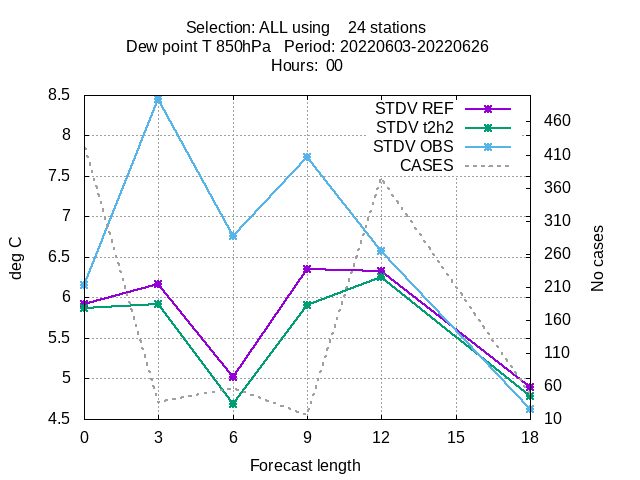 Selection: ALL using 24 stations
Dew point T 850hPa Period: 20220603-20220626
Hours: 00
8.5
8
7.5
7
6.5
6
5.5
5
4.5
deg C
STDV REF
STDV t2h2
STDV OBS
CASES
460
410
360
310
260
210
160
110
60
10
No cases
0 3 6 9 12 15 18
Forecast length